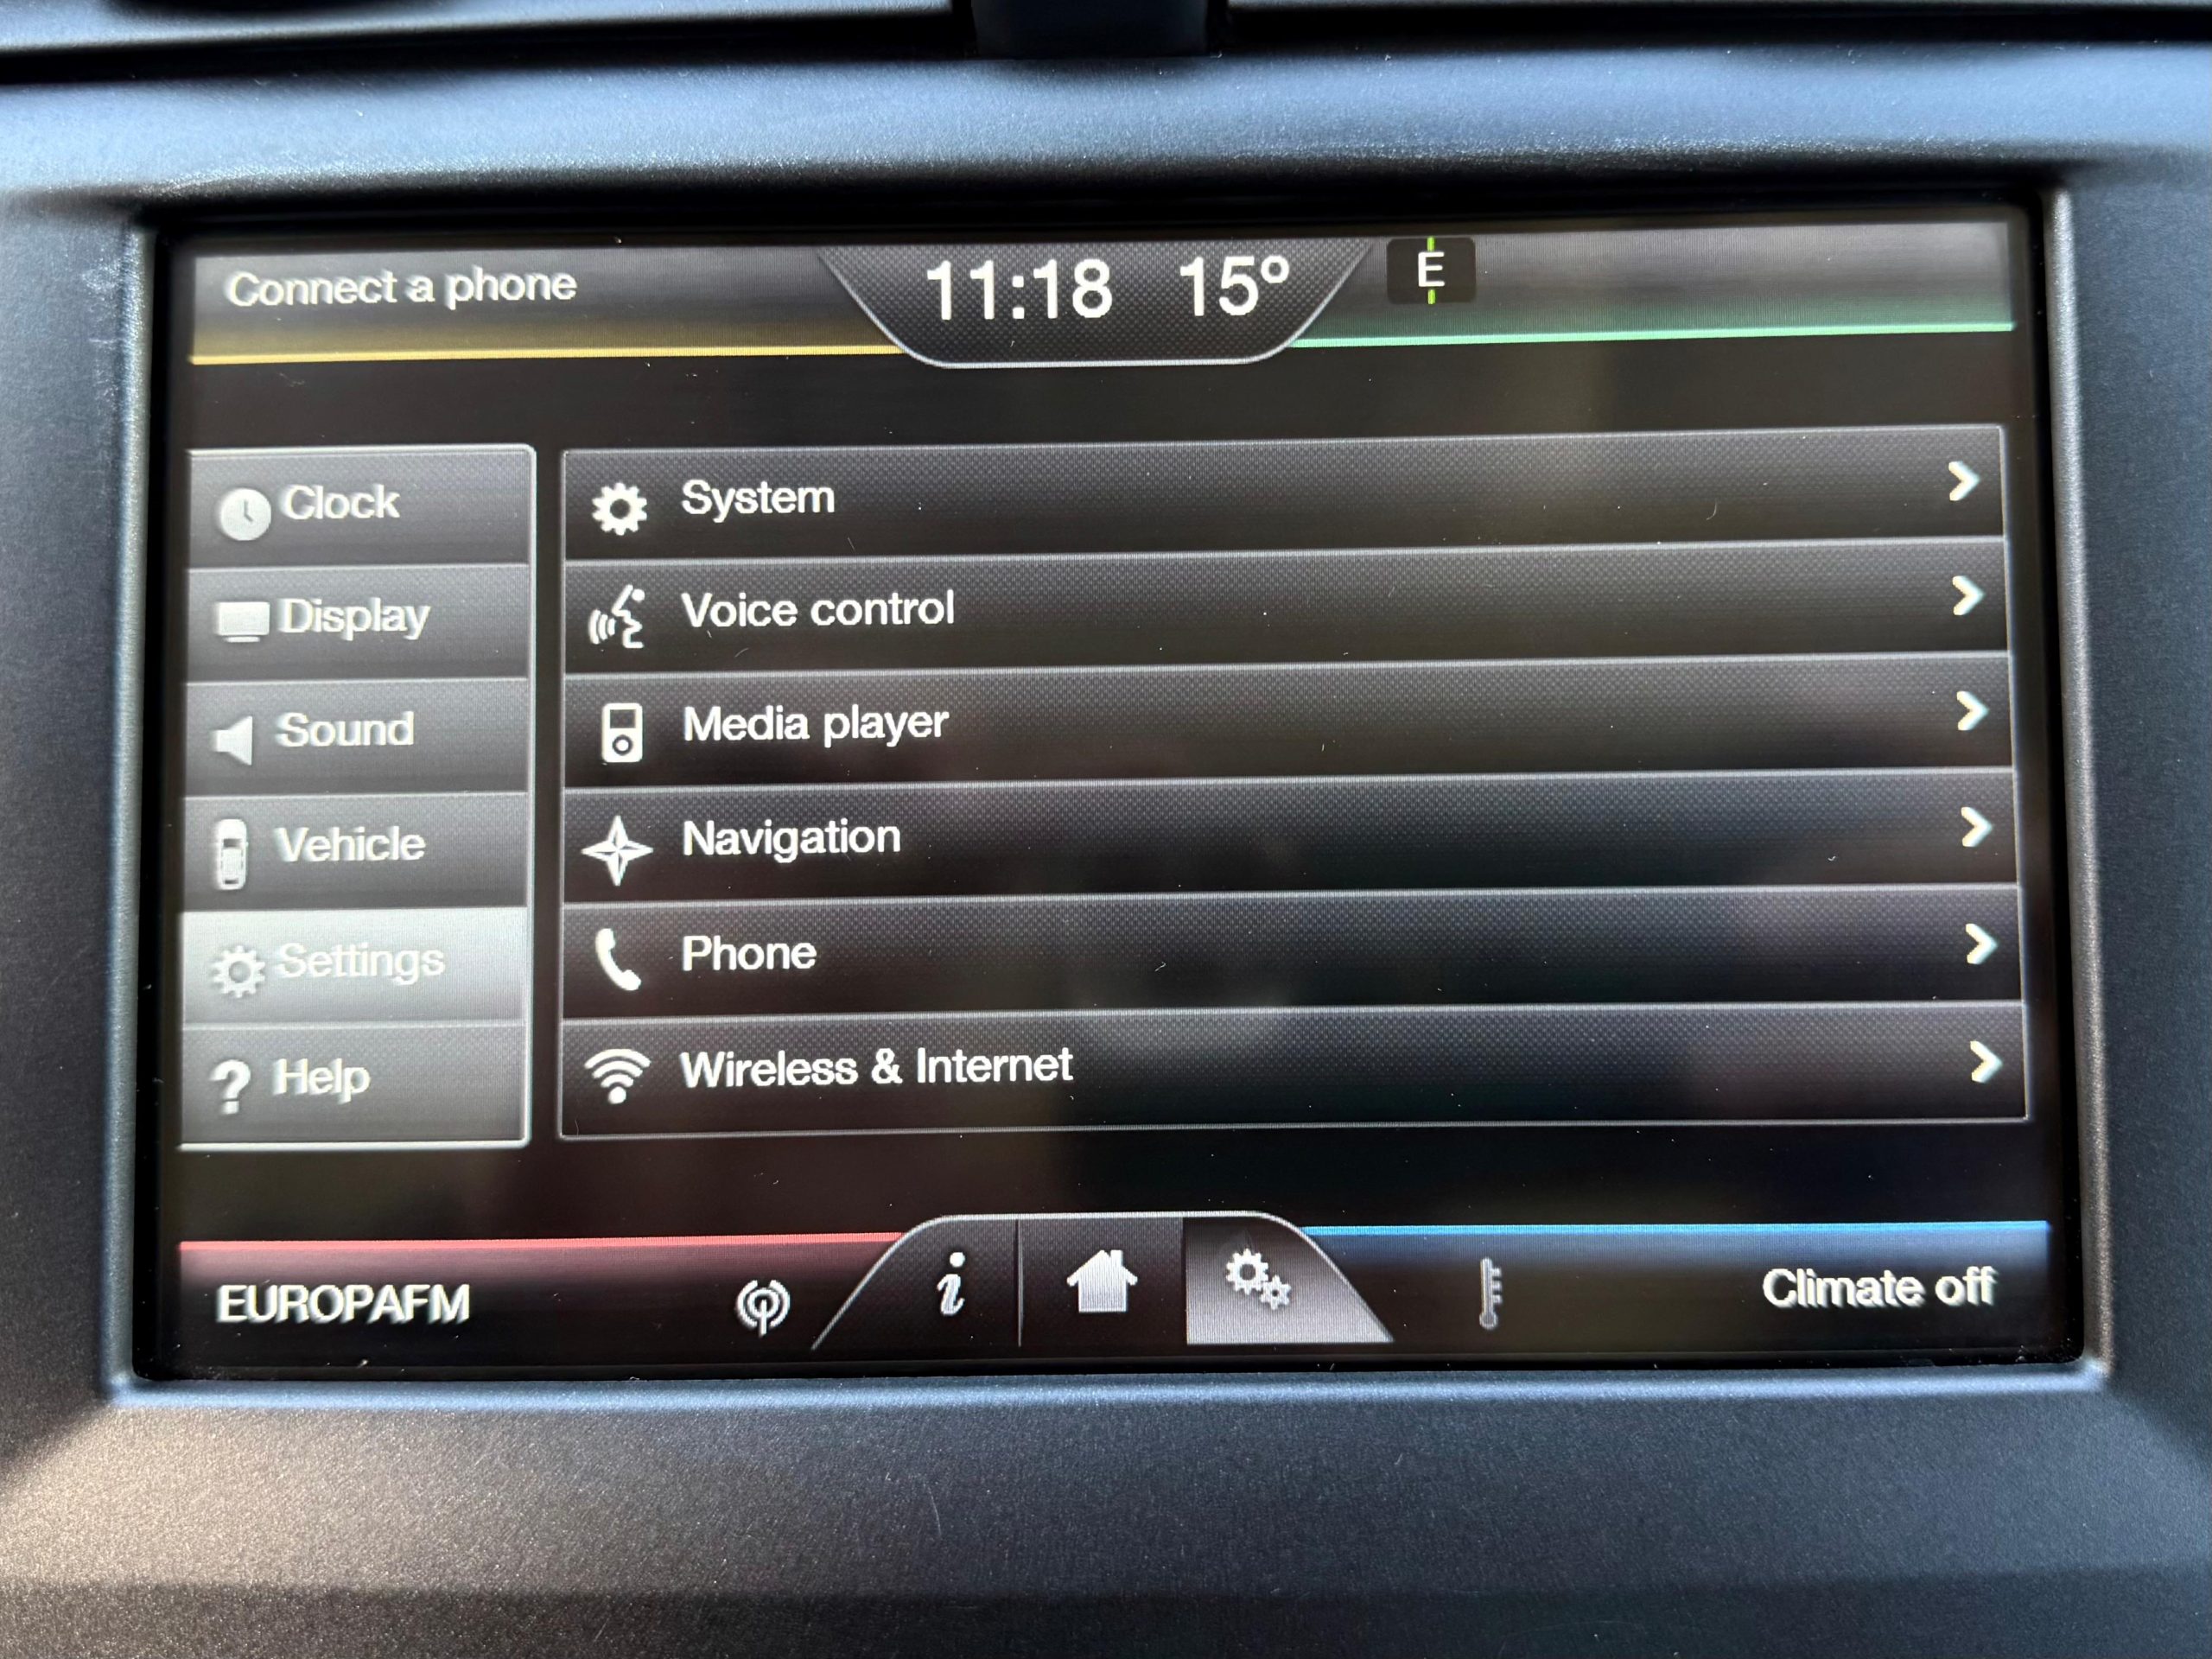 Connect a phone
11:18 15º
E
Clock
Display
Sound
Vehicle
Settings
Help
System
Voice control
Media player
Navigation
Phone
Wireless & Internet
EUROPAFM
i
Climate off